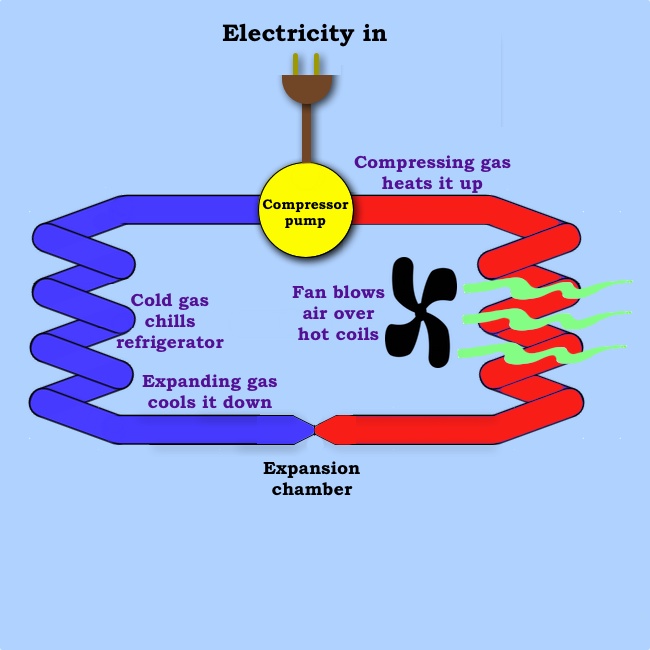 Electricity in
Compressing gas
heats it up
Compressor
pump
Fan blows
air over
hot coils
Cold gas
chills
refrigerator
Expanding gas
cools it down
Expansion
chamber